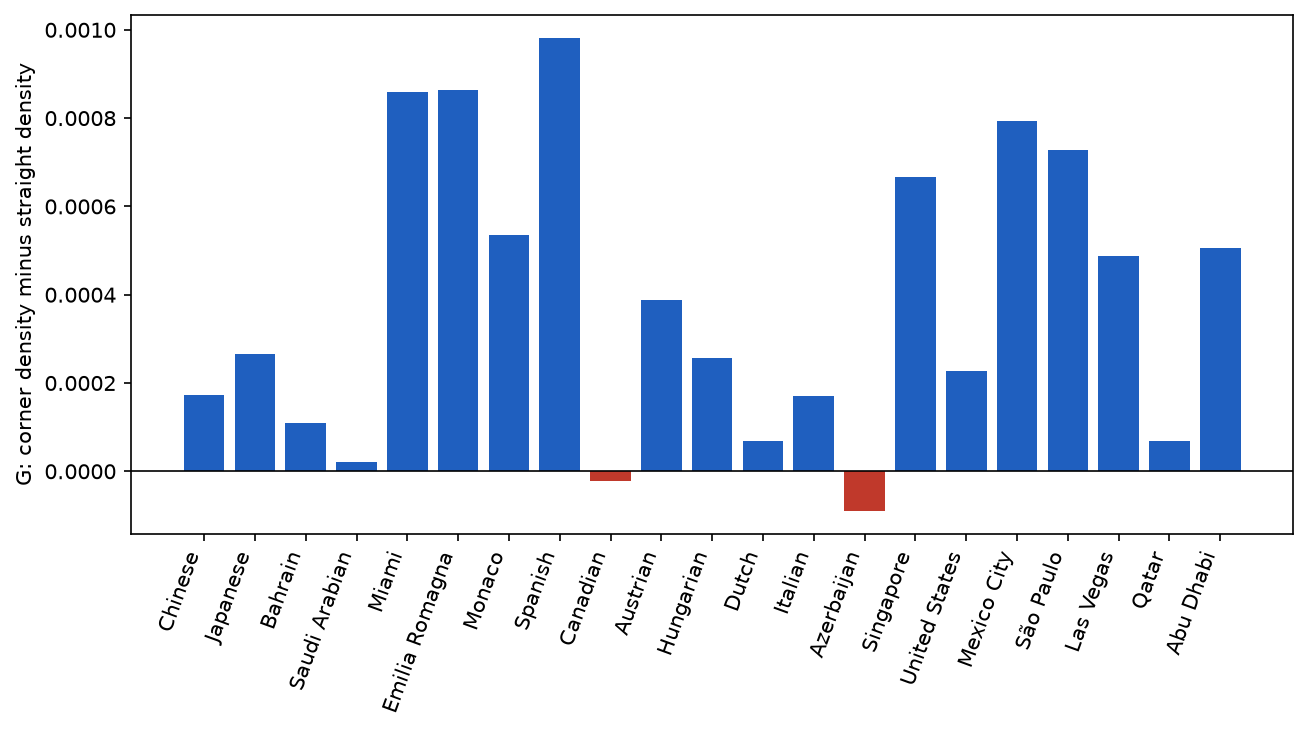 G: corner density minus straight density
0.0010
0.0008
0.0006
0.0004
0.0002
0.0000
Chinese
Japanese
Bahrain
Saudi Arabian
Miami
Emilia Romagna
Monaco
Spanish
Canadian
Austrian
Hungarian
Dutch
Italian
Azerbaijan
Singapore
United States
Mexico City
São Paulo
Las Vegas
Qatar
Abu Dhabi